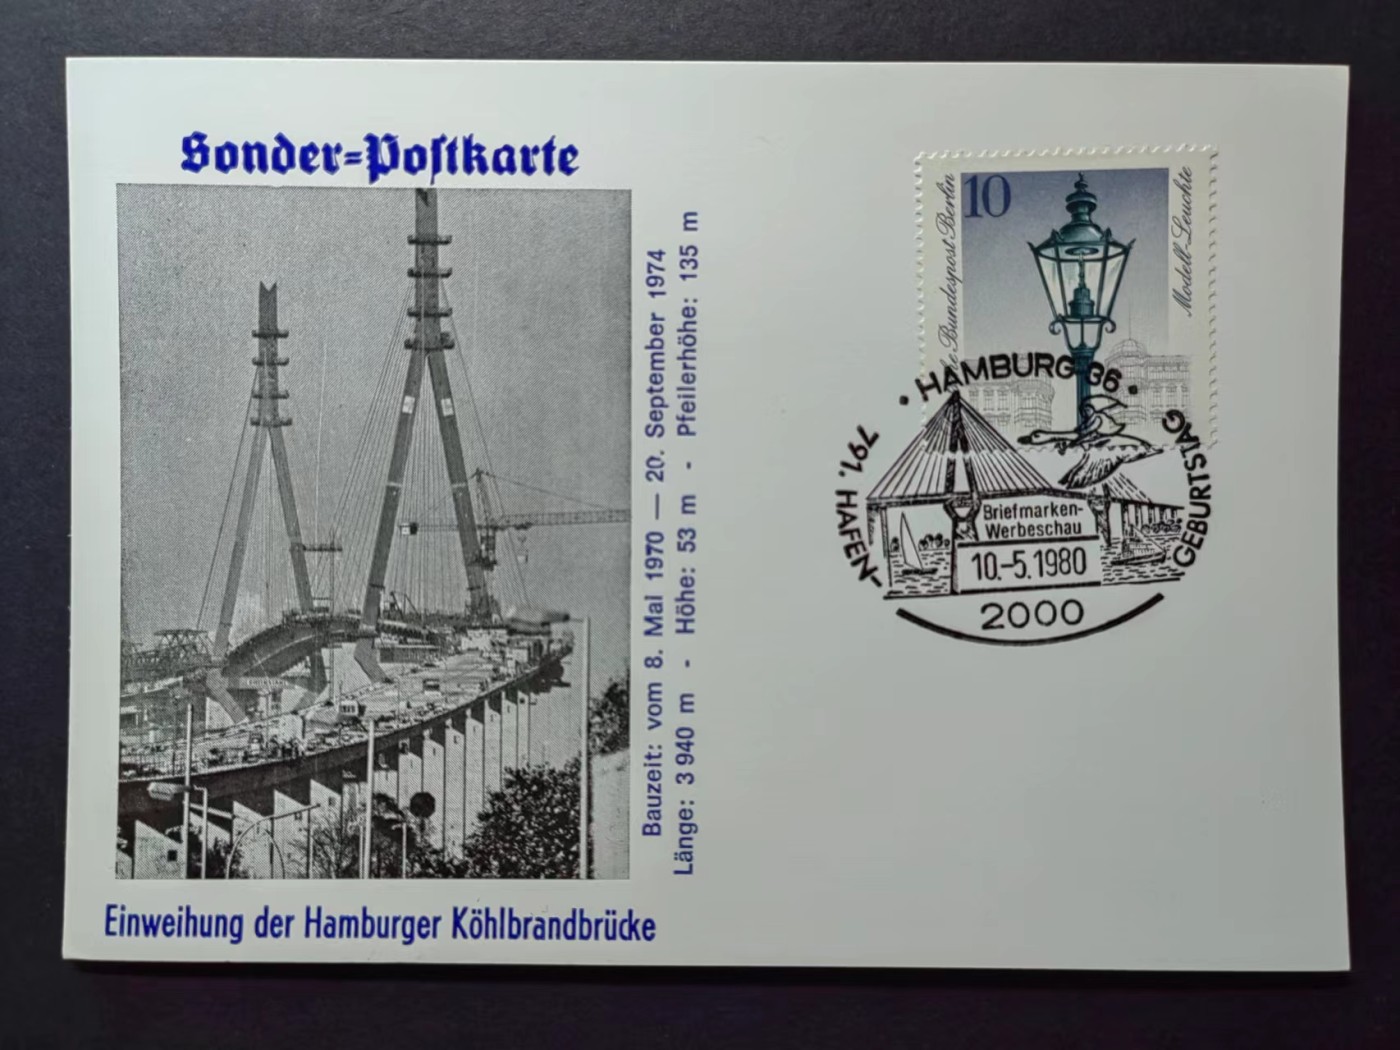 Sonder=Postkarte
Bauzeit: vom 8. Mai 1970 — 20. September 1974
Länge: 3 940 m - Höhe: 53 m - Pfeilerhöhe: 135 m
Einweihung der Hamburger Köhlbrandbrücke
10
Bundespost Berlin
Modell-Leuchte
• HAMBURG 36 •
791. HAFEN-
GEBURTSTAG
Briefmarken-
Werbeschau
10.-5.1980
2000